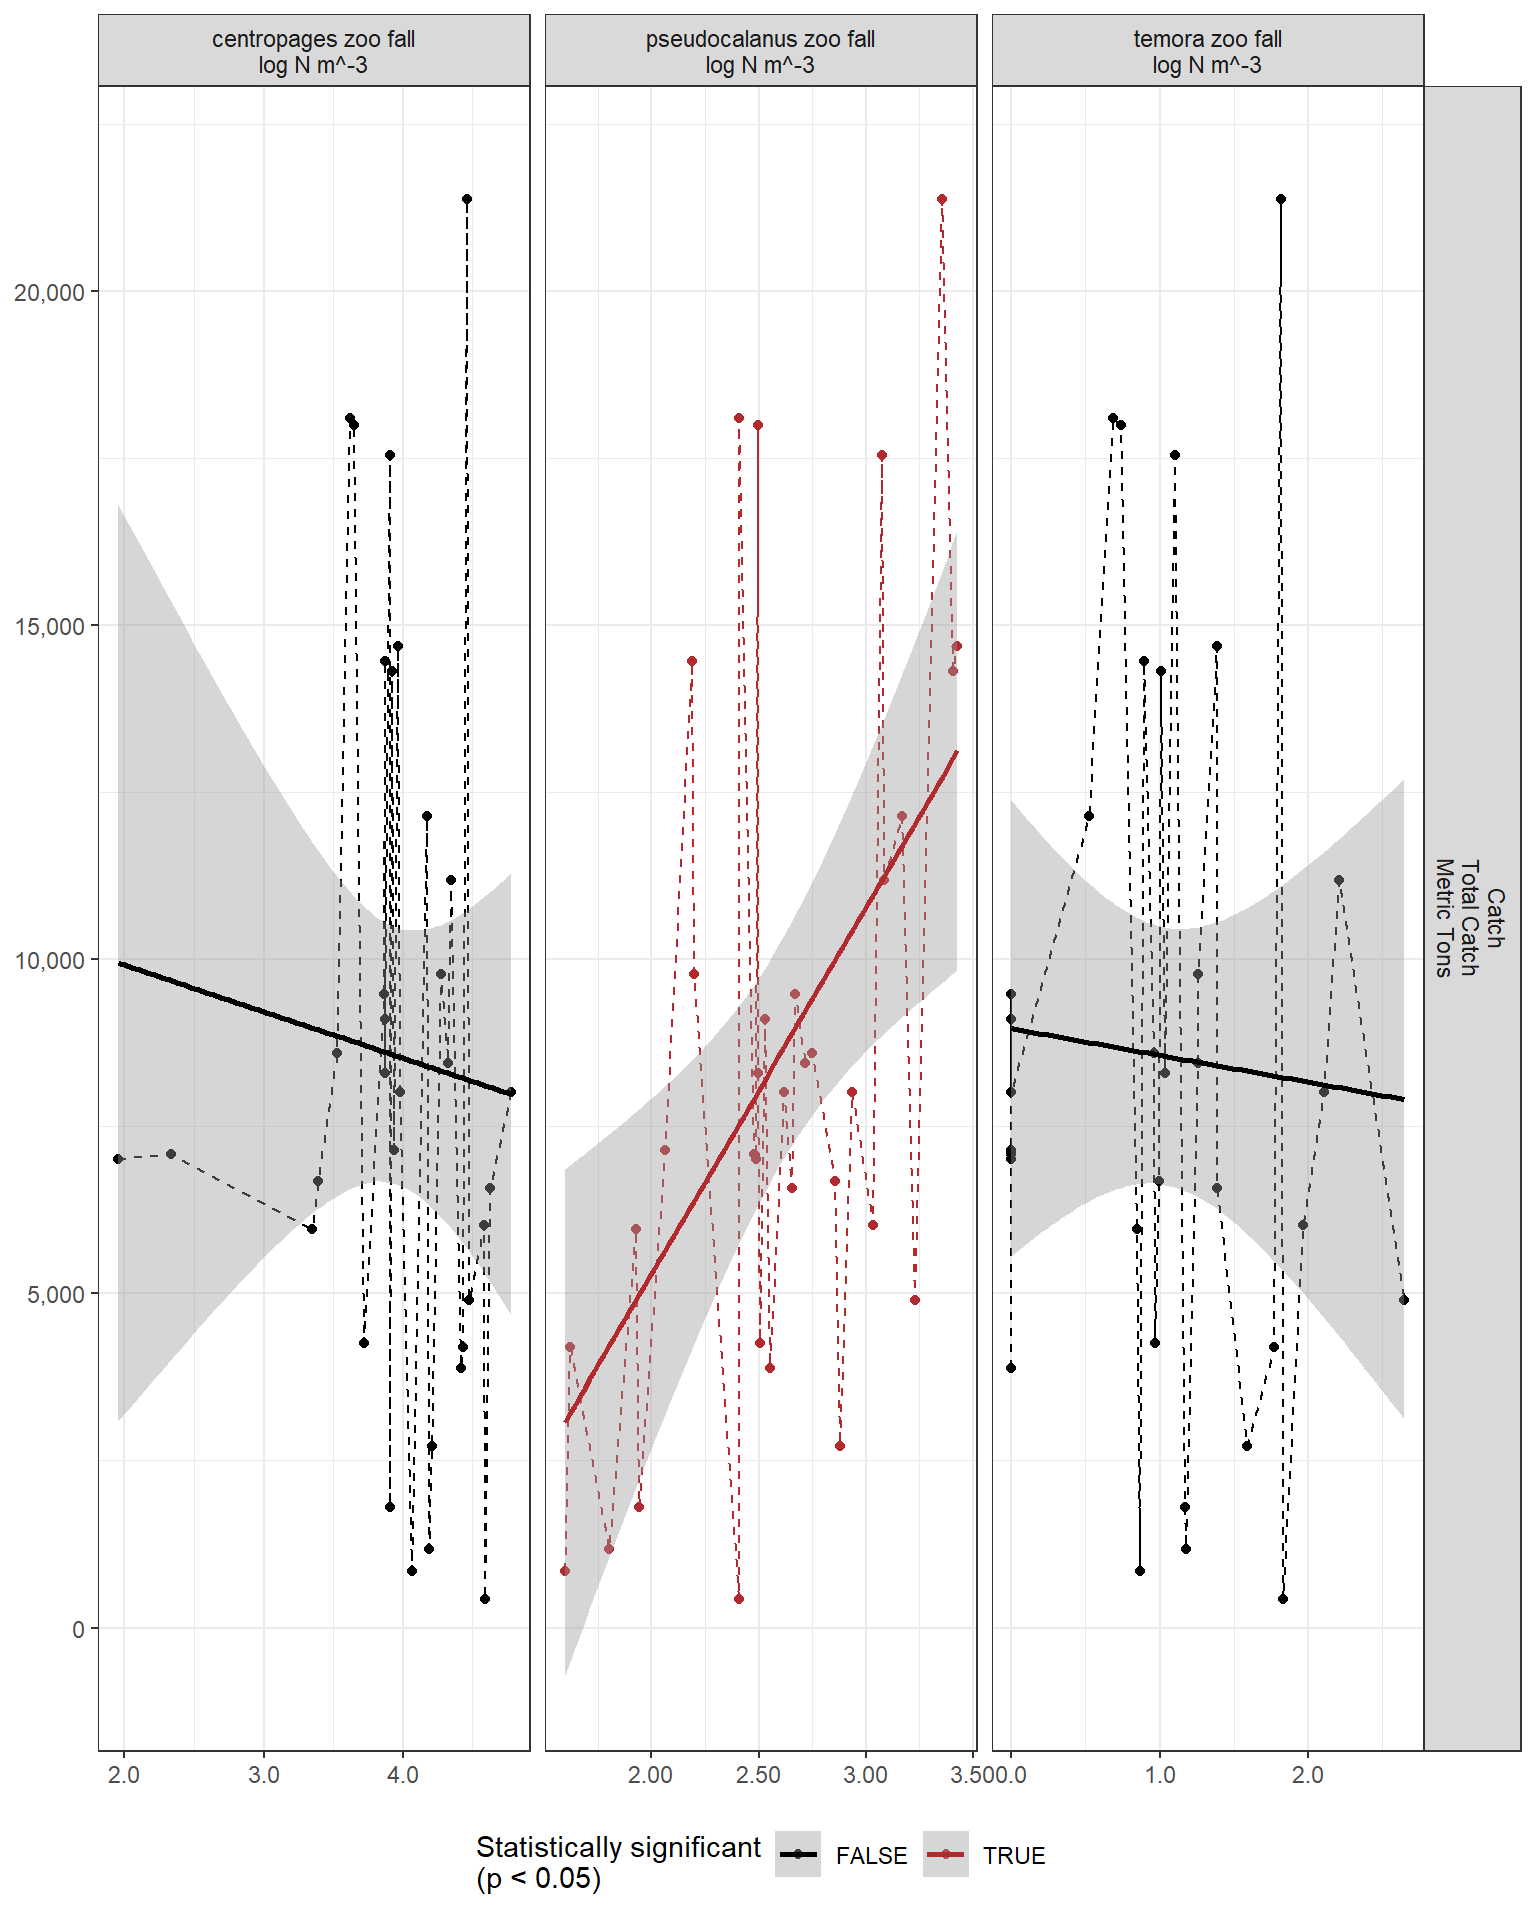 centropages zoo fall
log N m^-3
pseudocalanus zoo fall
log N m^-3
temora zoo fall
log N m^-3
20,000
15,000
10,000
5,000
0
Catch
Total Catch
Metric Tons
2.0 3.0 4.0
2.00 2.50 3.00 3.50
0.0 1.0 2.0
Statistically significant
(p < 0.05)
FALSE
TRUE